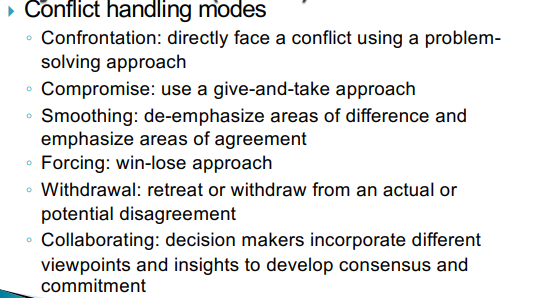 Conflict handling modes
Confrontation: directly face a conflict using a problem-
solving approach
Compromise: use a give-and-take approach
Smoothing: de-emphasize areas of difference and
emphasize areas of agreement
Forcing: win-lose approach
Withdrawal: retreat or withdraw from an actual or
potential disagreement
Collaborating: decision makers incorporate different
viewpoints and insights to develop consensus and
commitment